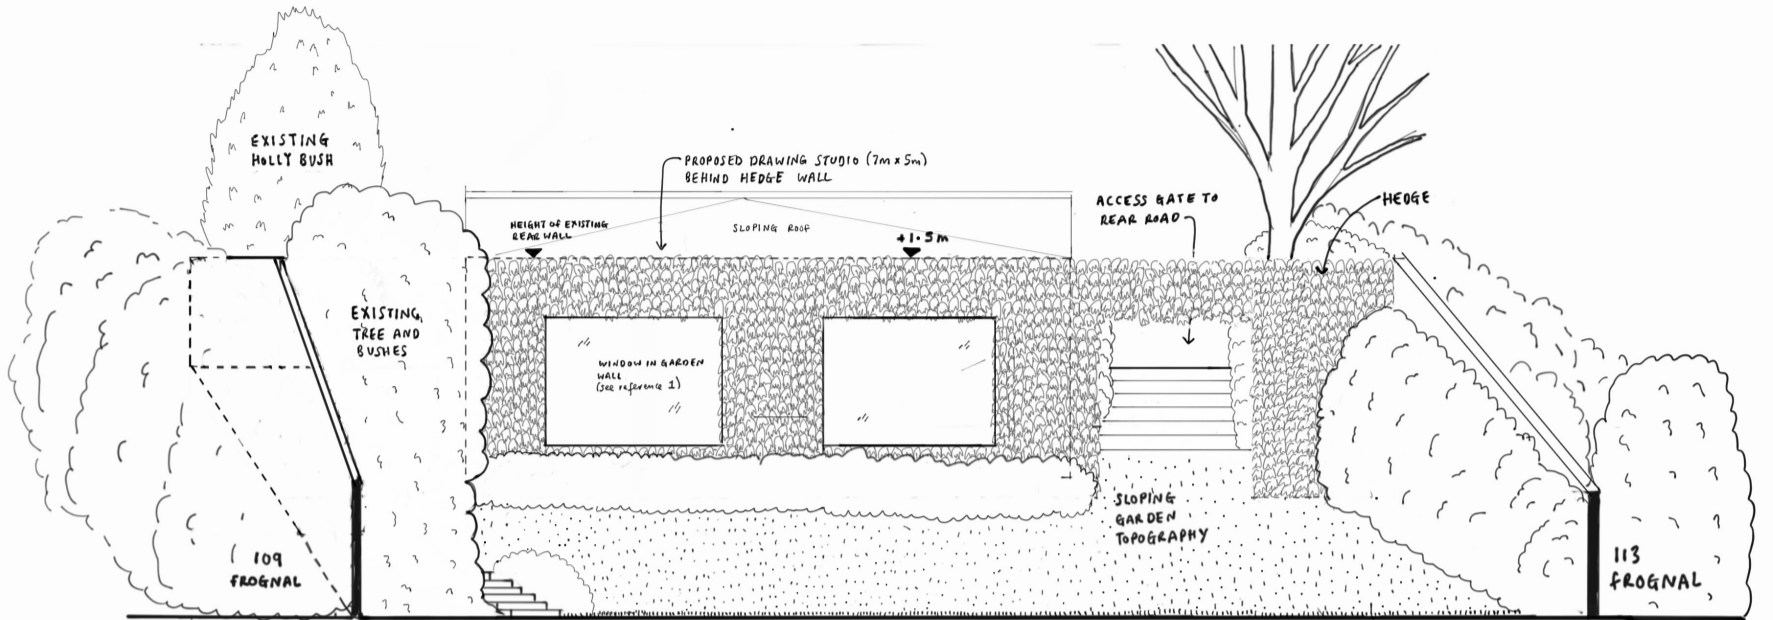 EXISTING
HOLLY BUSH
PROPOSED DRAWING STUDIO (7m x 5m)
BEHIND HEDGE WALL
ACCESS GATE TO
REAR ROAD
HEDGE
HEIGHT OF EXISTING
REAR WALL
SLOPING ROOF
+1.5m
EXISTING
TREE AND
BUSHES
WINDOW IN GARDEN
WALL
(see reference 1)
SLOPING
GARDEN
TOPOGRAPHY
109
FROGNAL
113
FROGNAL